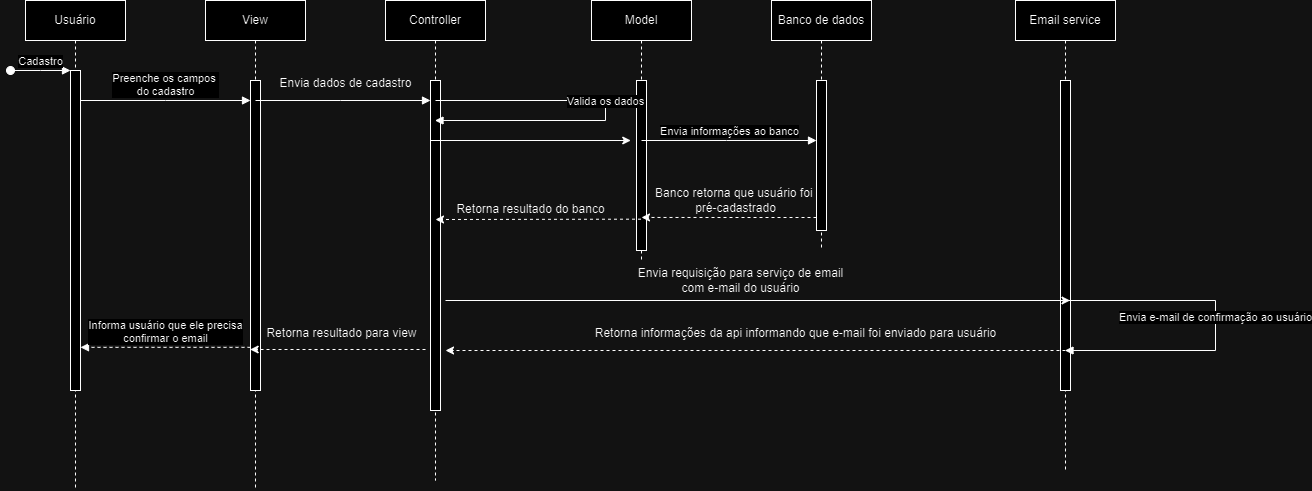 Usuário
View
Controller
Model
Banco de dados
Email service
Cadastro
Preenche os campos
do cadastro
Envia dados de cadastro
Valida os dados
Envia informações ao banco
Banco retorna que usuário foi
pré-cadastrado
Retorna resultado do banco
Envia requisição para serviço de email
com e-mail do usuário
Envia e-mail de confirmação ao usuário
Retorna informações da api informando que e-mail foi enviado para usuário
Retorna resultado para view
Informa usuário que ele precisa
confirmar o email